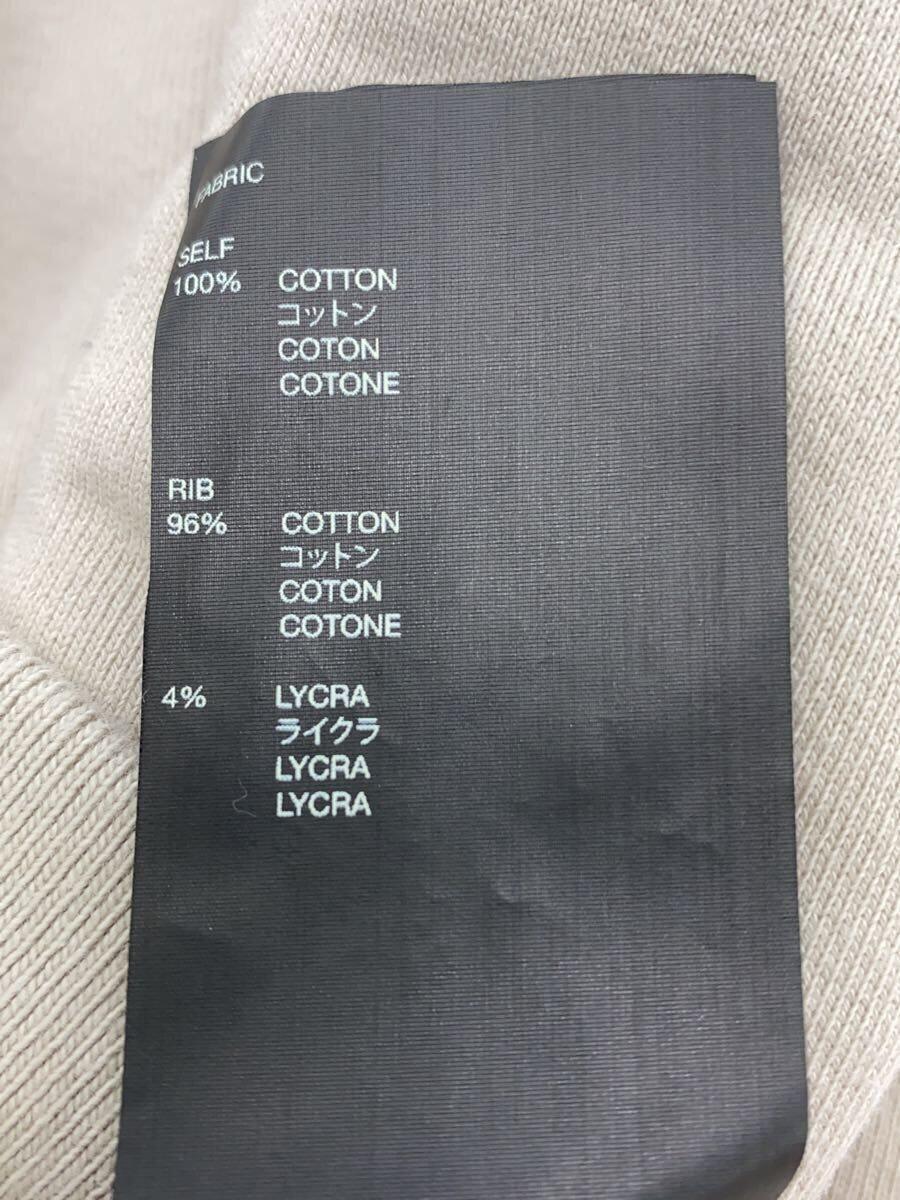 FABRIC
SELF
100% COTTON
コットン
COTON
COTONE
RIB
96% COTTON
コットン
COTON
COTONE
4% LYCRA
ライクラ
LYCRA
LYCRA